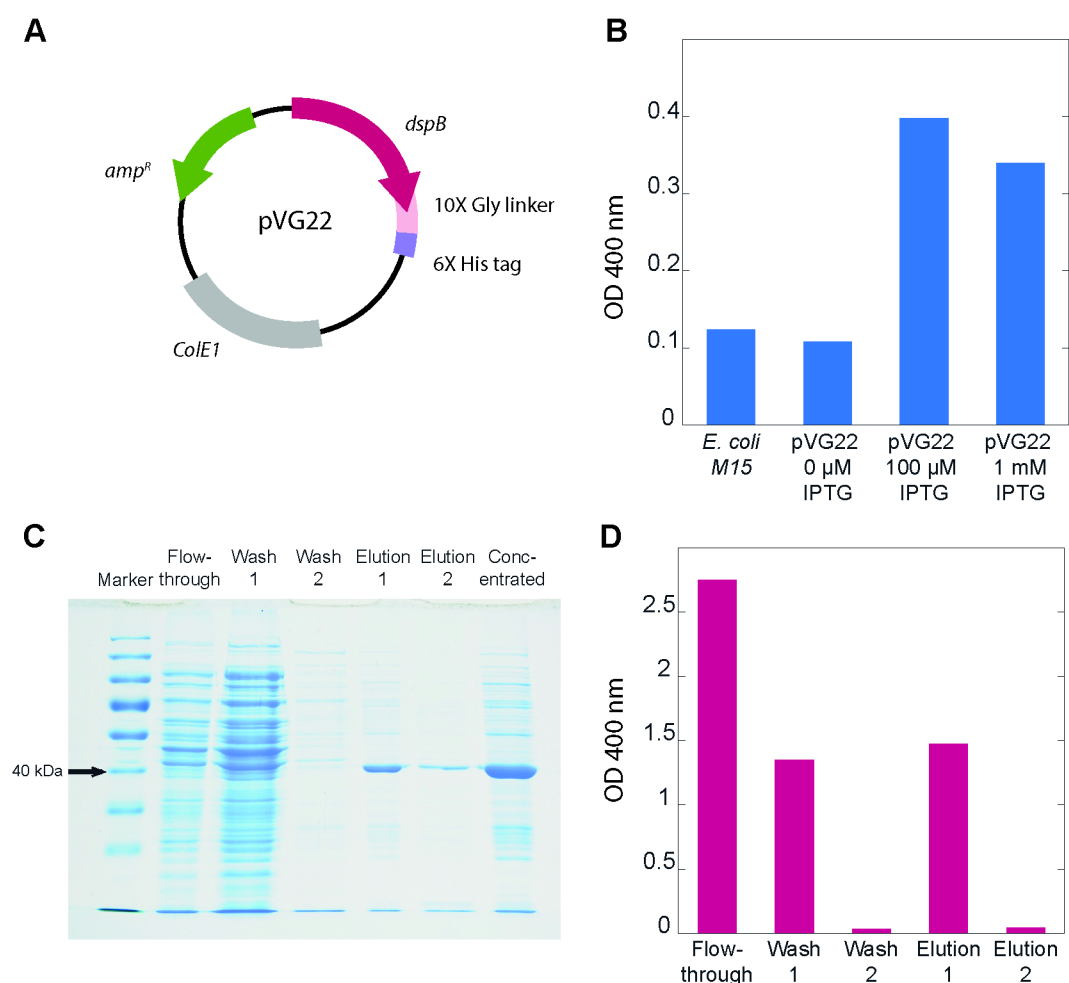 A
dspB
amp^R
10X Gly linker
pVG22
6X His tag
ColE1
B
OD 400 nm
0.4
0.3
0.2
0.1
0
E. coli
M15
pVG22
0 µM
IPTG
pVG22
100 µM
IPTG
pVG22
1 mM
IPTG
C
Marker
Flow-
through
Wash
1
Wash
2
Elution
1
Elution
2
Conc-
entrated
40 kDa
D
OD 400 nm
2.5
2
1.5
1
0.5
0
Flow-
through
Wash
1
Wash
2
Elution
1
Elution
2